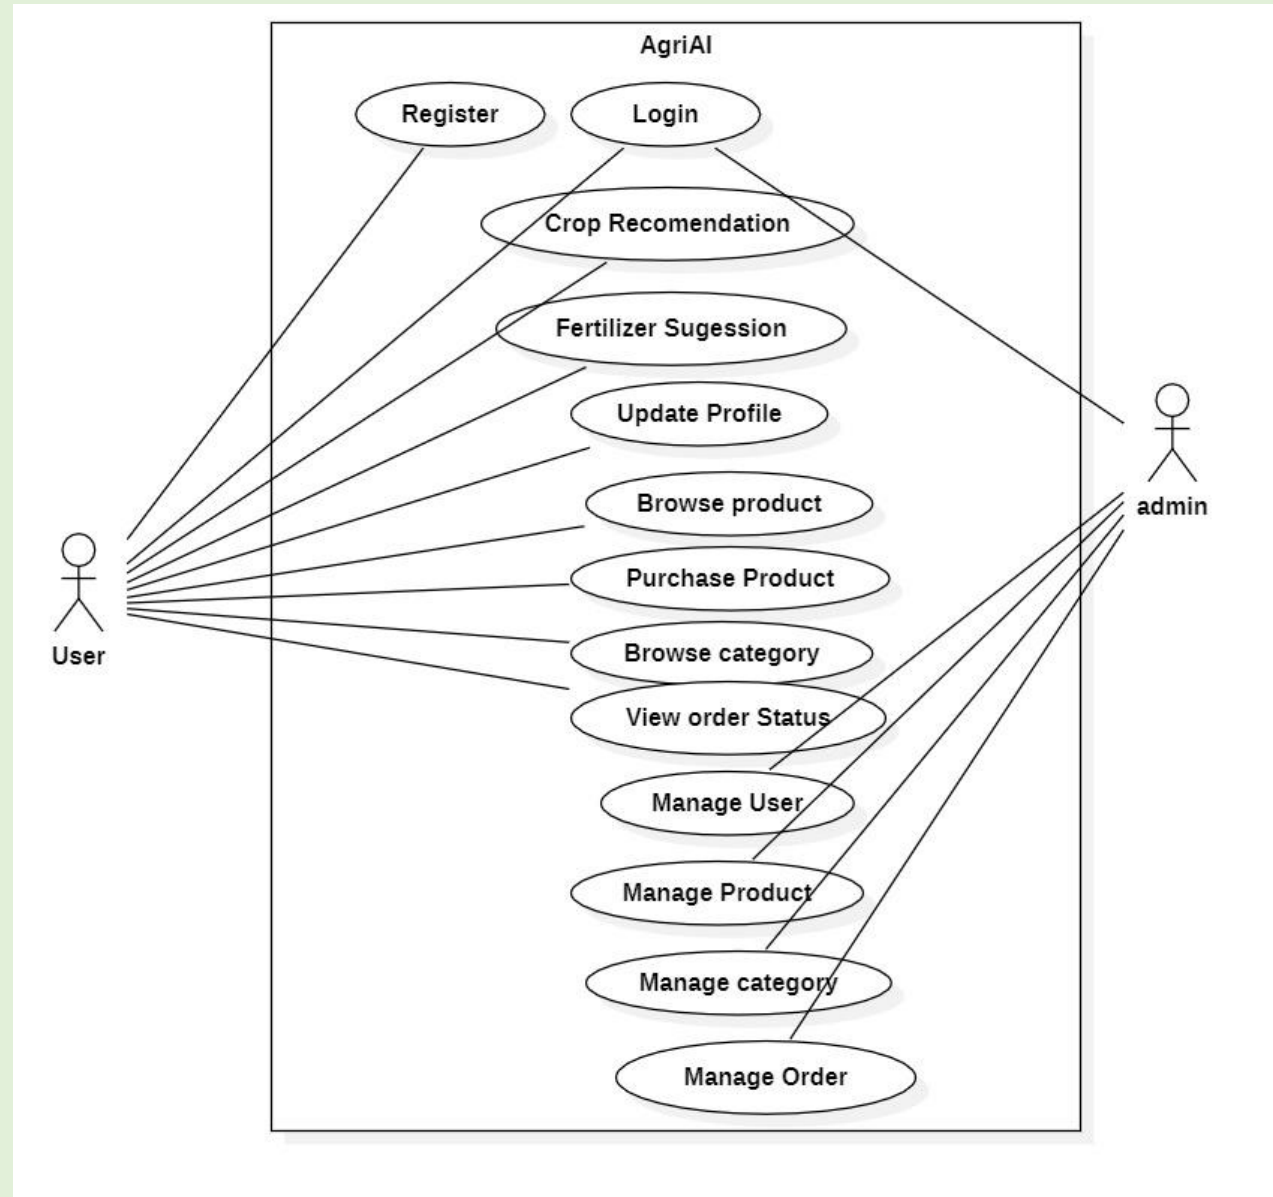 AgriAI
Register
Login
Crop Recomendation
Fertilizer Sugession
Update Profile
Browse product
admin
Purchase Product
User
Browse category
View order Status
Manage User
Manage Product
Manage category
Manage Order